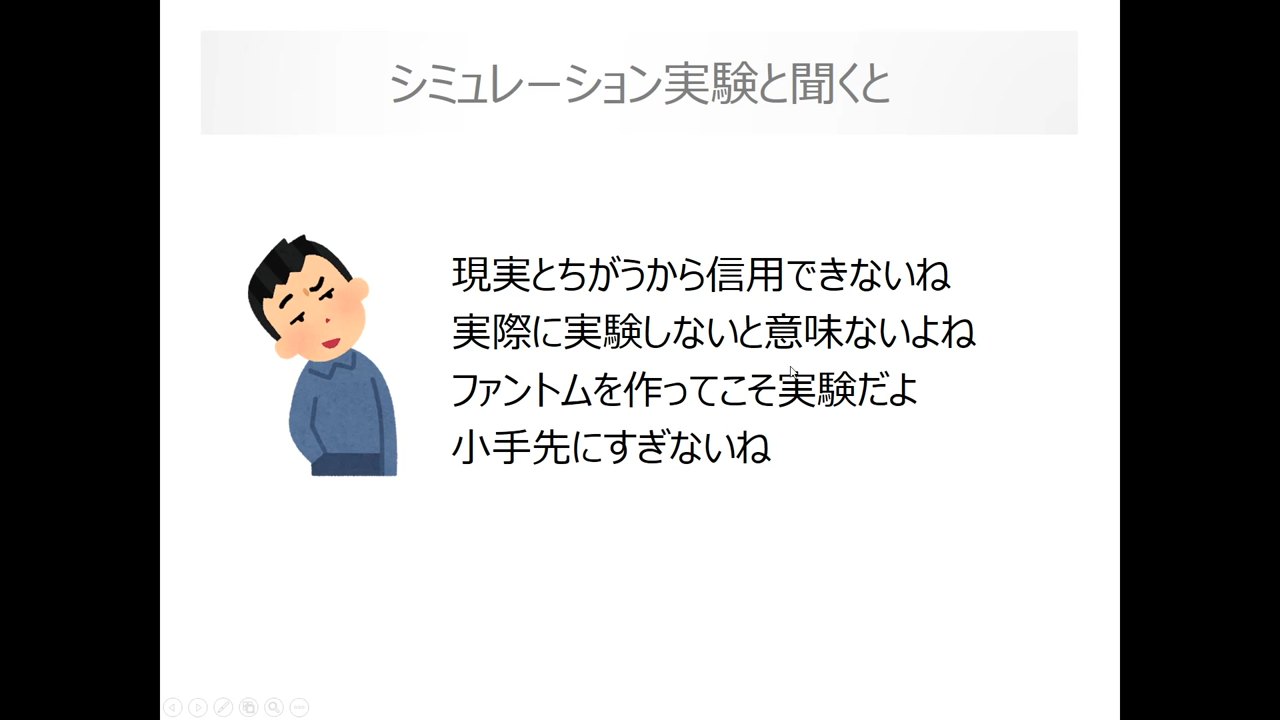 シミュレーション実験と聞くと
現実とちがうから信用できないね
実際に実験しないと意味ないよね
ファントムを作ってこそ実験だよ
小手先にすぎないね